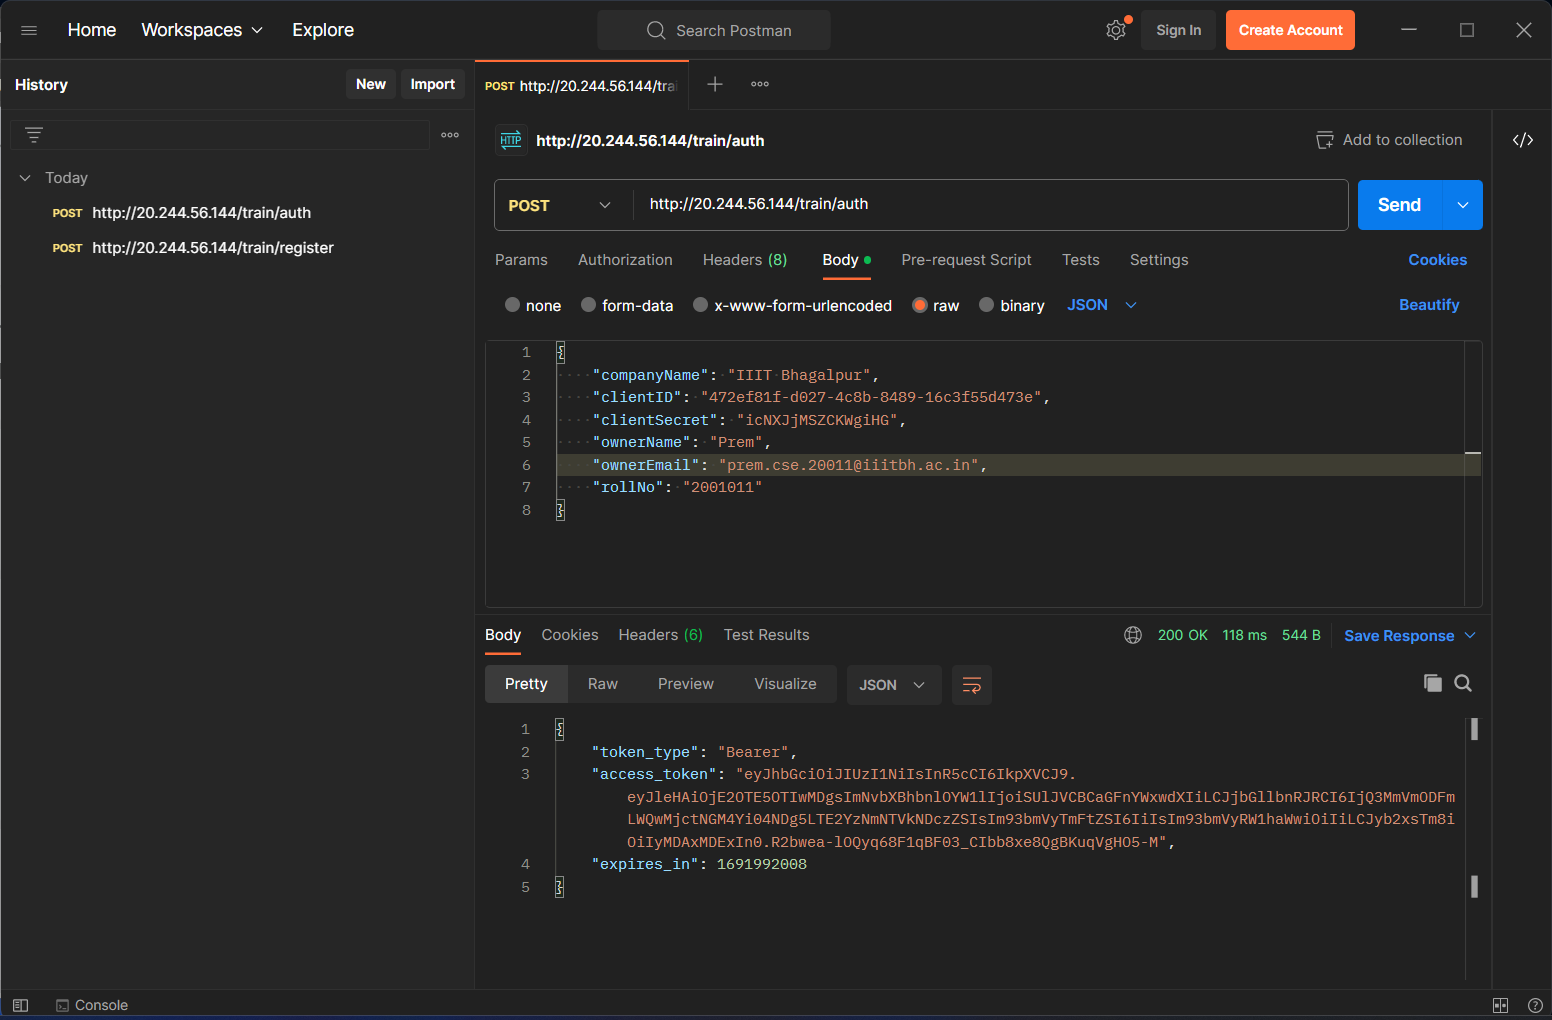 Home Workspaces Explore Search Postman Sign In Create Account
History New Import
POST http://20.244.56.144/tra
http://20.244.56.144/train/auth Add to collection
Today
POST http://20.244.56.144/train/auth
POST http://20.244.56.144/train/register
POST http://20.244.56.144/train/auth Send
Params Authorization Headers (8) Body Pre-request Script Tests Settings Cookies
none form-data x-www-form-urlencoded raw binary JSON Beautify
1 {
2 "companyName": "IIIT Bhagalpur",
3 "clientID": "472ef81f-d027-4c8b-8489-16c3f55d473e",
4 "clientSecret": "icNXJjMSZCKWgiHG",
5 "ownerName": "Prem",
6 "ownerEmail": "prem.cse.20011@iiitbh.ac.in",
7 "rollNo": "2001011"
8 }
Body Cookies Headers (6) Test Results 200 OK 118 ms 544 B Save Response
Pretty Raw Preview Visualize JSON
1 {
2 "token_type": "Bearer",
3 "access_token": "eyJhbGciOiJIUzI1NiIsInR5cCI6IkpXVCJ9.
eyJleHAiOjE2OTE5OTIwMDgsImNvbXBhbnlOYW1lIjoiSUlJVCBCaGFnYWxwdXIiLCJjbGllbnRJRCI6IjQ3MmVmODFm
LWQwMjctNGM4Yi04NDg5LTE2YzNmNTVkNDczZSIsIm93bmVyTmFtZSI6IiIsIm93bmVyRW1haWwiOiIiLCJyb2xsTm8i
OiIyMDAxMDExIn0.R2bwea-lOQyq68F1qBF03_CIbb8xe8QgBKuqVgHO5-M",
4 "expires_in": 1691992008
5 }
Console